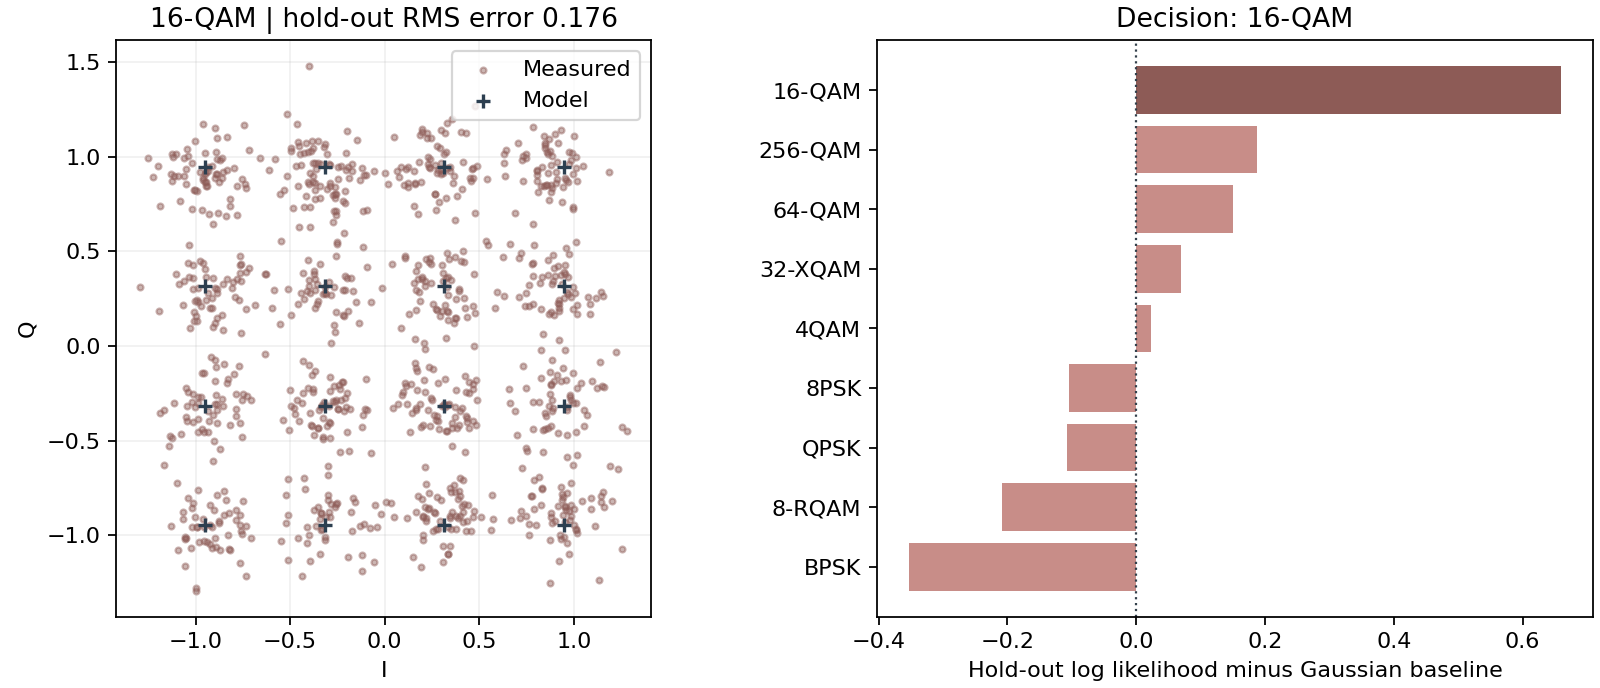 16-QAM | hold-out RMS error 0.176
Measured
Model
1.5
1.0
0.5
0.0
−0.5
−1.0
Q
−1.0
−0.5
0.0
0.5
1.0
I
Decision: 16-QAM
16-QAM
256-QAM
64-QAM
32-XQAM
4QAM
8PSK
QPSK
8-RQAM
BPSK
−0.4
−0.2
0.0
0.2
0.4
0.6
Hold-out log likelihood minus Gaussian baseline